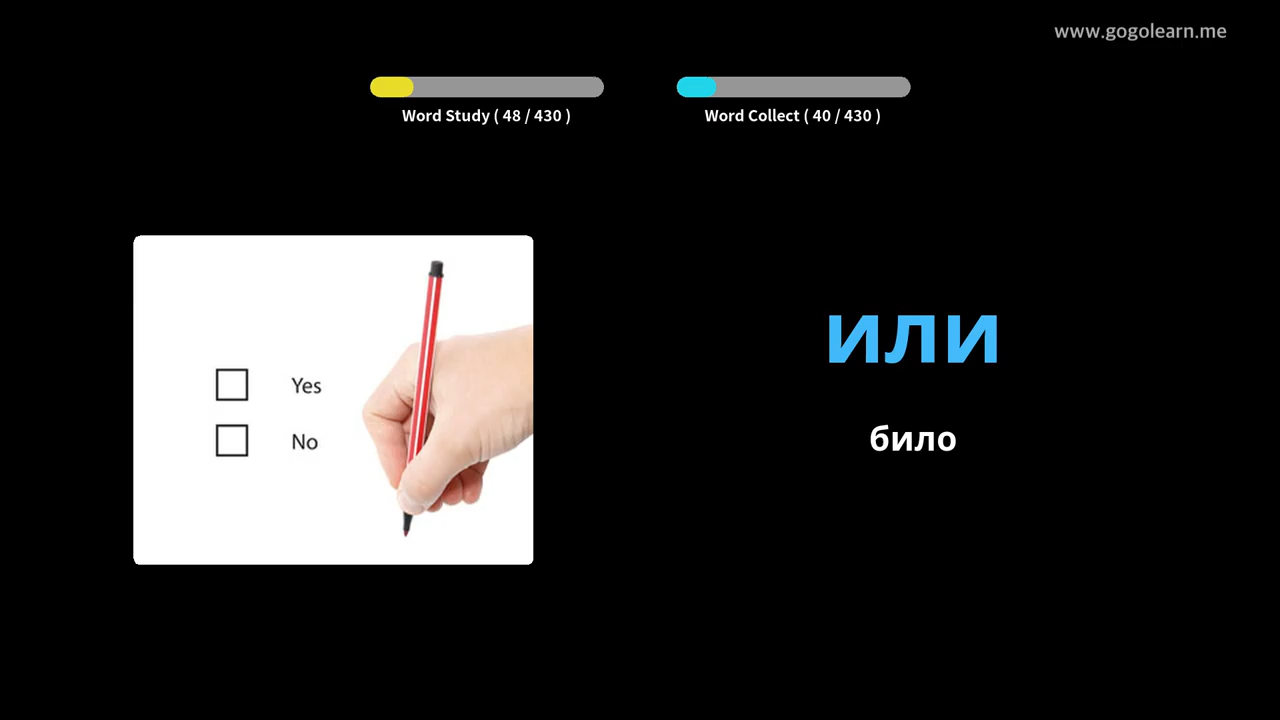 www.gogolearn.me
Word Study ( 48 / 430 )
Word Collect ( 40 / 430 )
Yes
No
или
било